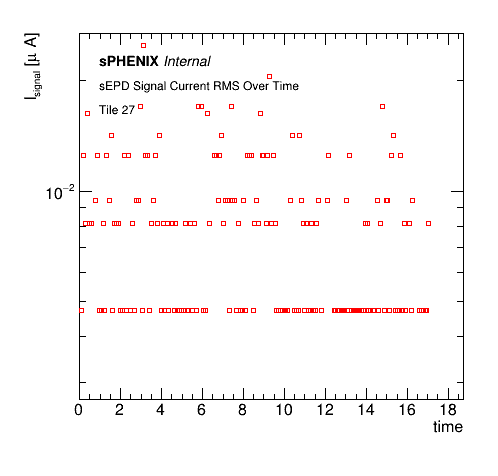 I_signal [μ A]
sPHENIX Internal
sEPD Signal Current RMS Over Time
Tile 27
10⁻²
0 2 4 6 8 10 12 14 16 18
time